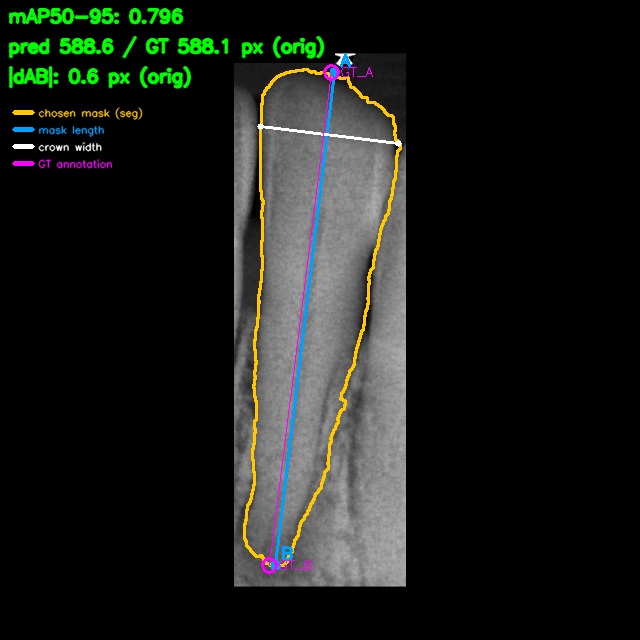 mAP50-95: 0.796
pred 588.6 / GT 588.1 px (orig)
|dAB|: 0.6 px (orig)
chosen mask (seg)
mask length
crown width
GT annotation
A
GT_A
B
GT_B